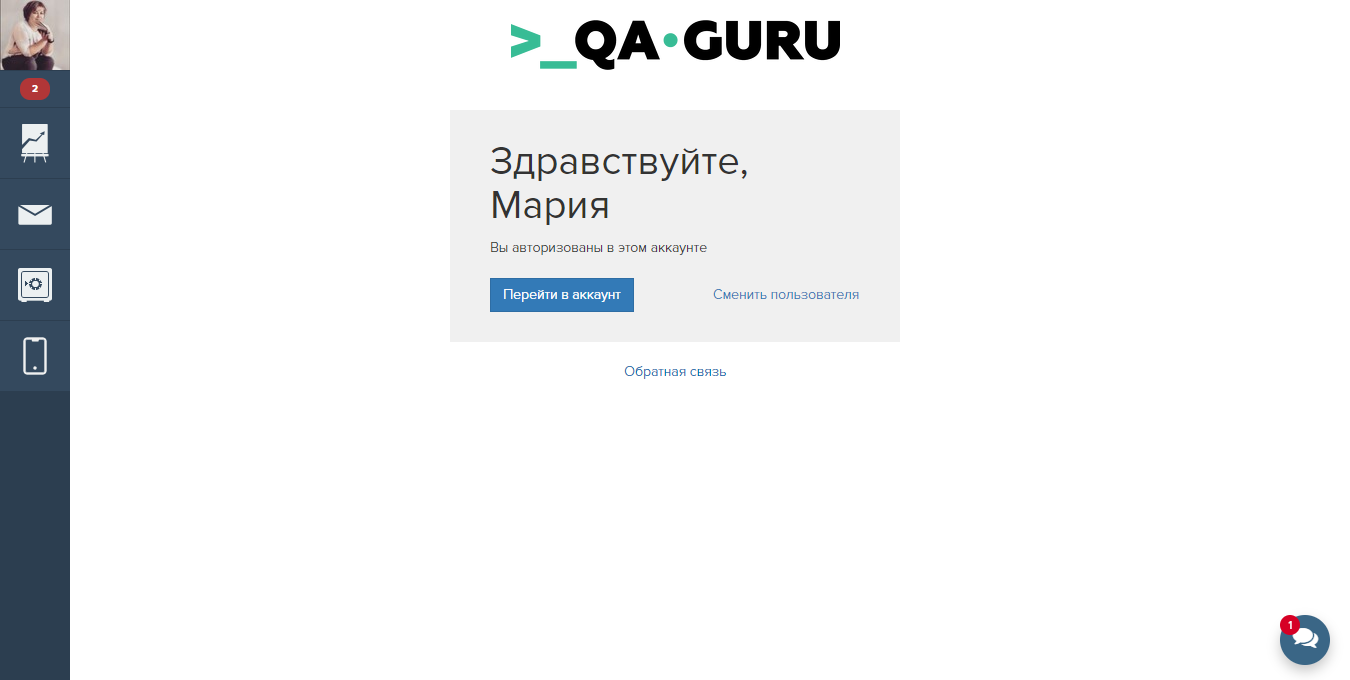 2
>_QA•GURU
Здравствуйте,
Мария
Вы авторизованы в этом аккаунте
Перейти в аккаунт
Сменить пользователя
Обратная связь
1